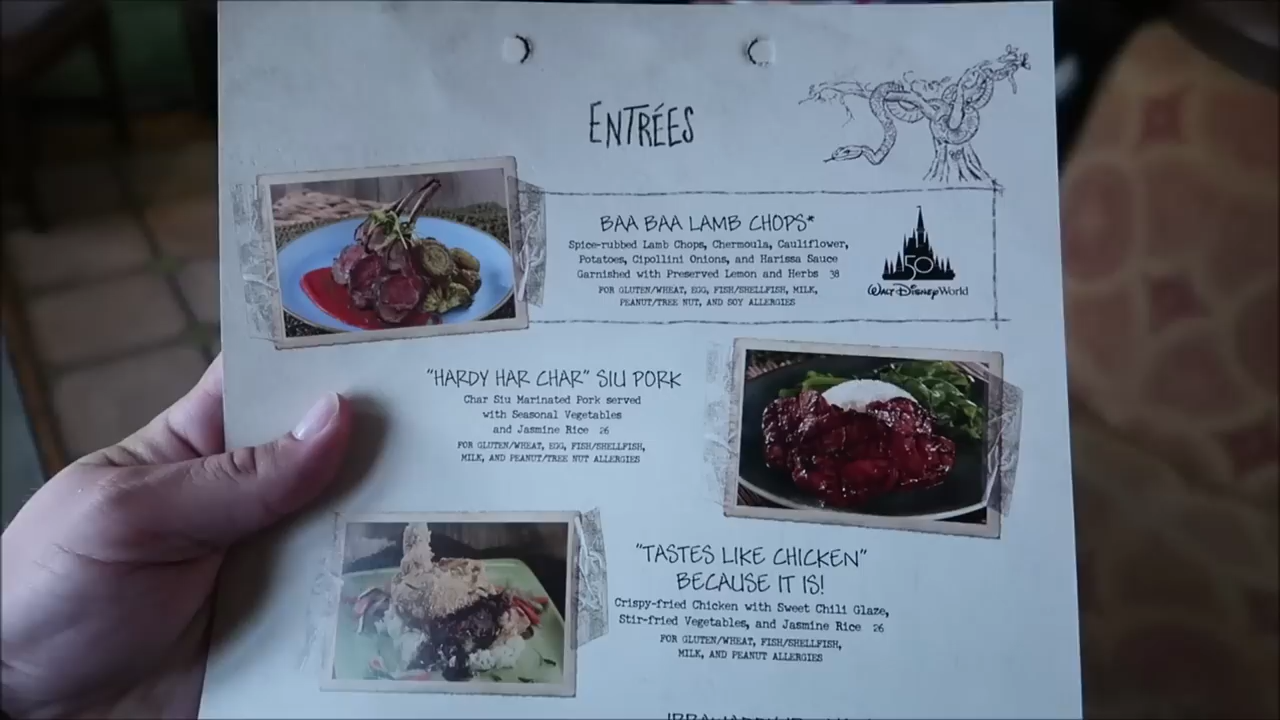 ENTRÉES
BAA BAA LAMB CHOPS*
Spice-rubbed Lamb Chops, Chermoula, Cauliflower,
Potatoes, Cipollini Onions, and Harissa Sauce
Garnished with Preserved Lemon and Herbs 38
FOR GLUTEN/WHEAT, EGG, FISH/SHELLFISH, MILK,
PEANUT/TREE NUT, AND SOY ALLERGIES
50
WALT DISNEY World
"HARDY HAR CHAR" SIU PORK
Char Siu Marinated Pork served
with Seasonal Vegetables
and Jasmine Rice 26
FOR GLUTEN/WHEAT, EGG, FISH/SHELLFISH,
MILK, AND PEANUT/TREE NUT ALLERGIES
"TASTES LIKE CHICKEN"
BECAUSE IT IS!
Crispy-fried Chicken with Sweet Chili Glaze,
Stir-fried Vegetables, and Jasmine Rice 26
FOR GLUTEN/WHEAT, FISH/SHELLFISH,
MILK, AND PEANUT ALLERGIES